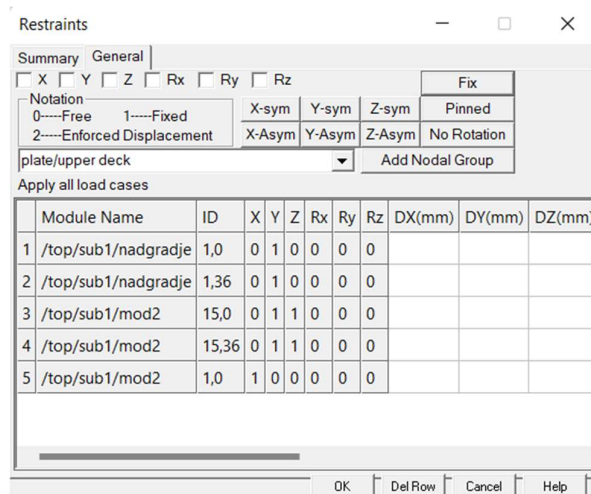 Restraints
Summary General
X Y Z Rx Ry Rz Fix
Notation
0-----Free 1-----Fixed
2-----Enforced Displacement
X-sym Y-sym Z-sym Pinned
X-Asym Y-Asym Z-Asym No Rotation
plate/upper deck Add Nodal Group
Apply all load cases
Module Name ID X Y Z Rx Ry Rz DX(mm) DY(mm) DZ(mm)
1 /top/sub1/nadgradje 1,0 0 1 0 0 0 0
2 /top/sub1/nadgradje 1,36 0 1 0 0 0 0
3 /top/sub1/mod2 15,0 0 1 1 0 0 0
4 /top/sub1/mod2 15,36 0 1 1 0 0 0
5 /top/sub1/mod2 1,0 1 0 0 0 0 0
OK Del Row Cancel Help